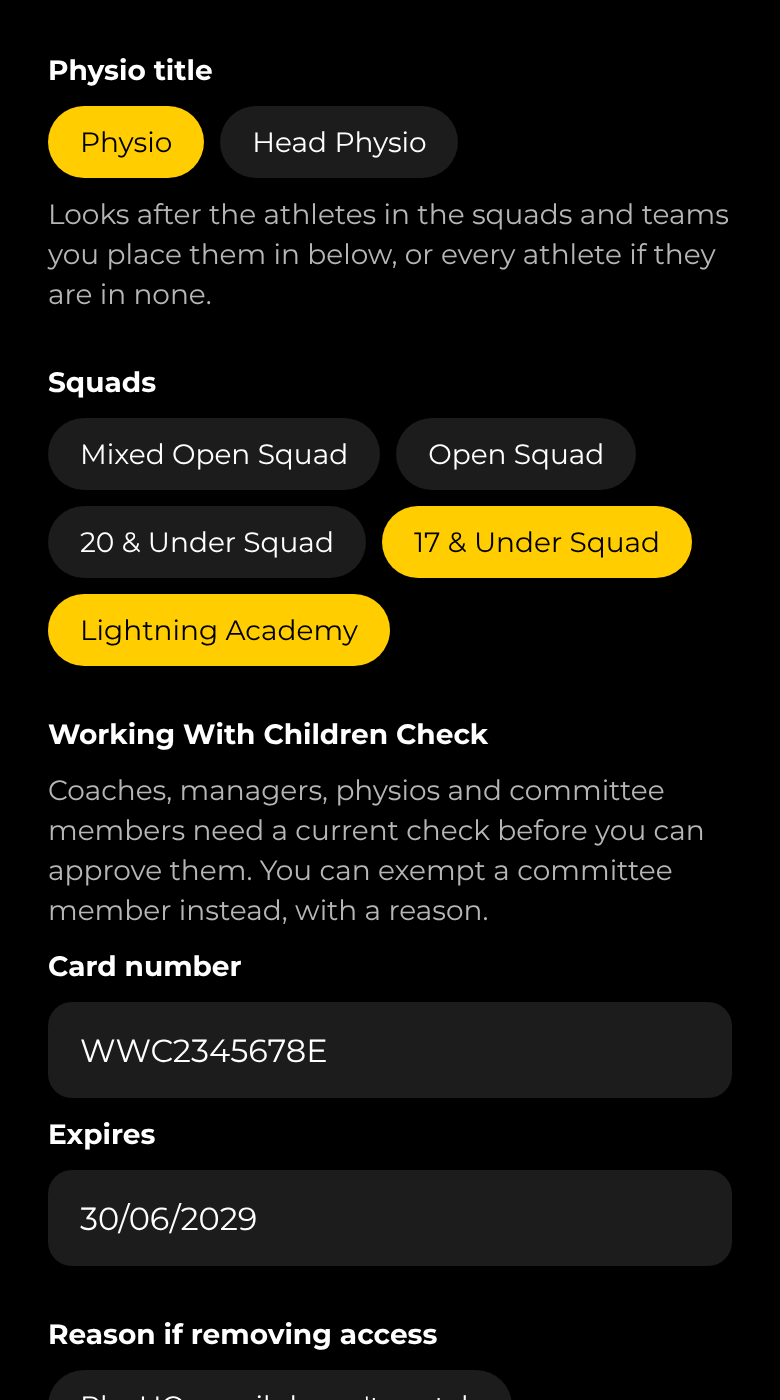 Physio title
Physio
Head Physio
Looks after the athletes in the squads and teams
you place them in below, or every athlete if they
are in none.
Squads
Mixed Open Squad
Open Squad
20 & Under Squad
17 & Under Squad
Lightning Academy
Working With Children Check
Coaches, managers, physios and committee
members need a current check before you can
approve them. You can exempt a committee
member instead, with a reason.
Card number
WWC2345678E
Expires
30/06/2029
Reason if removing access